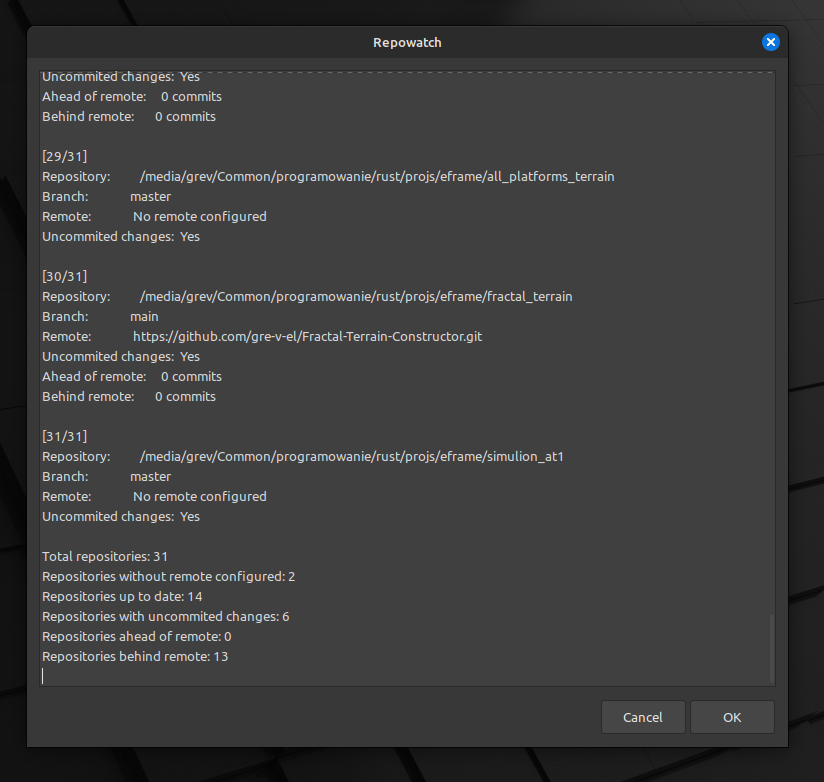 Repowatch
Uncommited changes: Yes
Ahead of remote: 0 commits
Behind remote: 0 commits
[29/31]
Repository: /media/grev/Common/programowanie/rust/projs/eframe/all_platforms_terrain
Branch: master
Remote: No remote configured
Uncommited changes: Yes
[30/31]
Repository: /media/grev/Common/programowanie/rust/projs/eframe/fractal_terrain
Branch: main
Remote: https://github.com/gre-v-el/Fractal-Terrain-Constructor.git
Uncommited changes: Yes
Ahead of remote: 0 commits
Behind remote: 0 commits
[31/31]
Repository: /media/grev/Common/programowanie/rust/projs/eframe/simulion_at1
Branch: master
Remote: No remote configured
Uncommited changes: Yes
Total repositories: 31
Repositories without remote configured: 2
Repositories up to date: 14
Repositories with uncommited changes: 6
Repositories ahead of remote: 0
Repositories behind remote: 13
Cancel OK